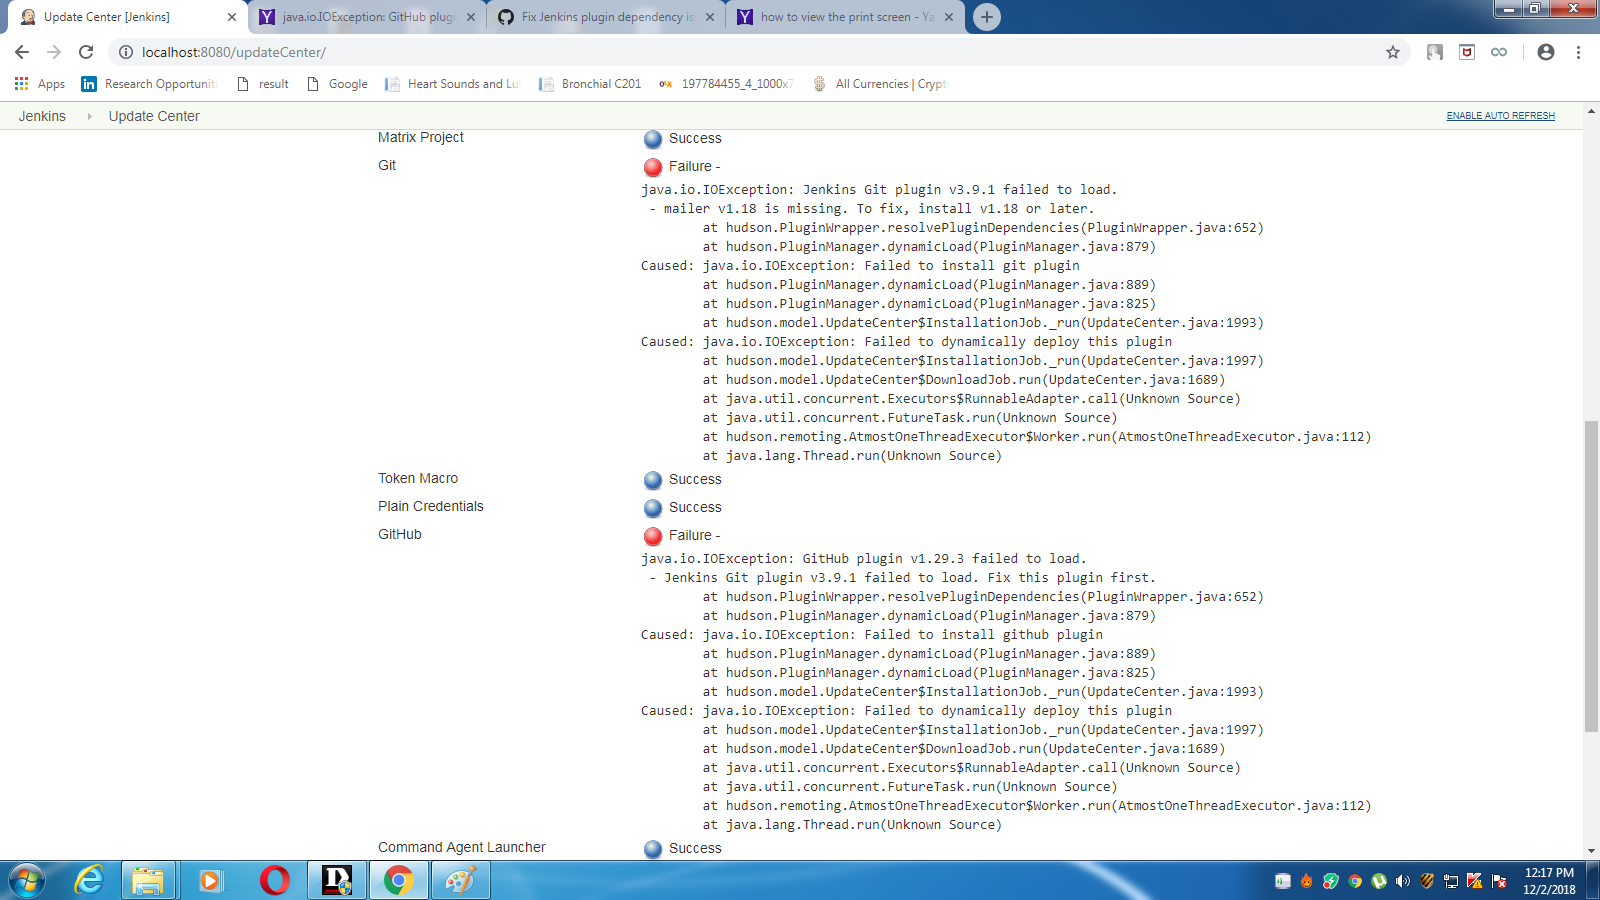 Update Center [Jenkins]
java.io.IOException: GitHub plugi
Fix Jenkins plugin dependency is
how to view the print screen - Ya
localhost:8080/updateCenter/
Apps
Research Opportuniti
result
Google
Heart Sounds and Lu
Bronchial C201
197784455_4_1000x7
All Currencies | Crypt
Jenkins
Update Center
ENABLE AUTO REFRESH
Matrix Project
Success
Git
Failure -
java.io.IOException: Jenkins Git plugin v3.9.1 failed to load.
- mailer v1.18 is missing. To fix, install v1.18 or later.
at hudson.PluginWrapper.resolvePluginDependencies(PluginWrapper.java:652)
at hudson.PluginManager.dynamicLoad(PluginManager.java:879)
Caused: java.io.IOException: Failed to install git plugin
at hudson.PluginManager.dynamicLoad(PluginManager.java:889)
at hudson.PluginManager.dynamicLoad(PluginManager.java:825)
at hudson.model.UpdateCenter$InstallationJob._run(UpdateCenter.java:1993)
Caused: java.io.IOException: Failed to dynamically deploy this plugin
at hudson.model.UpdateCenter$InstallationJob._run(UpdateCenter.java:1997)
at hudson.model.UpdateCenter$DownloadJob.run(UpdateCenter.java:1689)
at java.util.concurrent.Executors$RunnableAdapter.call(Unknown Source)
at java.util.concurrent.FutureTask.run(Unknown Source)
at hudson.remoting.AtmostOneThreadExecutor$Worker.run(AtmostOneThreadExecutor.java:112)
at java.lang.Thread.run(Unknown Source)
Token Macro
Success
Plain Credentials
Success
GitHub
Failure -
java.io.IOException: GitHub plugin v1.29.3 failed to load.
- Jenkins Git plugin v3.9.1 failed to load. Fix this plugin first.
at hudson.PluginWrapper.resolvePluginDependencies(PluginWrapper.java:652)
at hudson.PluginManager.dynamicLoad(PluginManager.java:879)
Caused: java.io.IOException: Failed to install github plugin
at hudson.PluginManager.dynamicLoad(PluginManager.java:889)
at hudson.PluginManager.dynamicLoad(PluginManager.java:825)
at hudson.model.UpdateCenter$InstallationJob._run(UpdateCenter.java:1993)
Caused: java.io.IOException: Failed to dynamically deploy this plugin
at hudson.model.UpdateCenter$InstallationJob._run(UpdateCenter.java:1997)
at hudson.model.UpdateCenter$DownloadJob.run(UpdateCenter.java:1689)
at java.util.concurrent.Executors$RunnableAdapter.call(Unknown Source)
at java.util.concurrent.FutureTask.run(Unknown Source)
at hudson.remoting.AtmostOneThreadExecutor$Worker.run(AtmostOneThreadExecutor.java:112)
at java.lang.Thread.run(Unknown Source)
Command Agent Launcher
Success
12:17 PM
12/2/2018